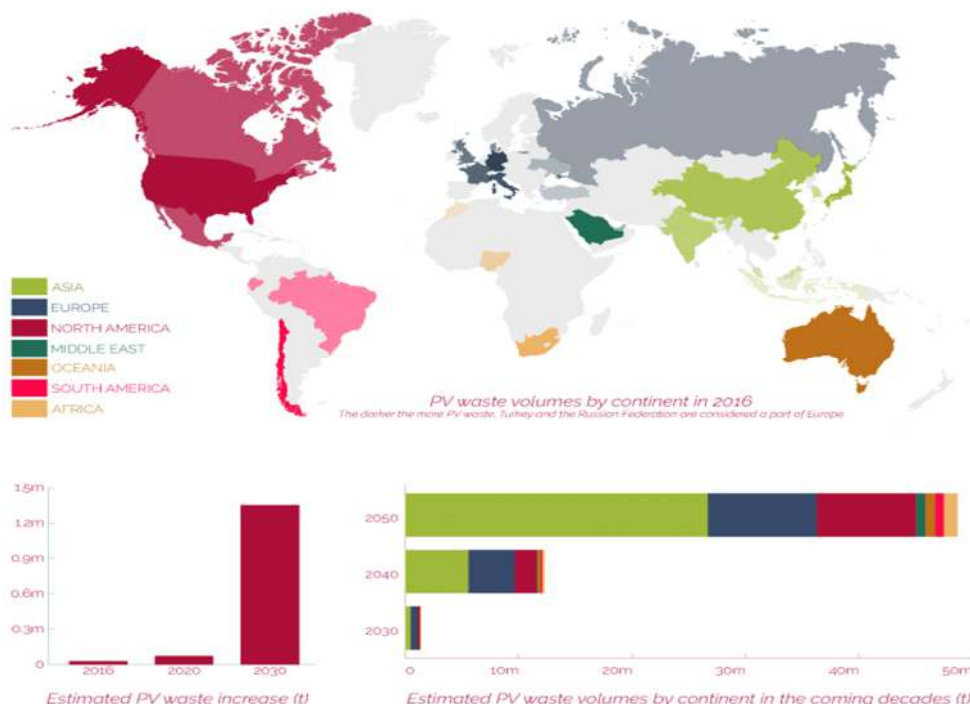 ASIA
EUROPE
NORTH AMERICA
MIDDLE EAST
OCEANIA
SOUTH AMERICA
AFRICA
PV waste volumes by continent in 2016
The darker the more PV waste, Turkey and the Russian Federation are considered a part of Europe
1.5m
1.2m
0.9m
0.6m
0.3m
0
2016
2020
2030
Estimated PV waste increase (t)
2050
2040
2030
0
10m
20m
30m
40m
50m
Estimated PV waste volumes by continent in the coming decades (t)